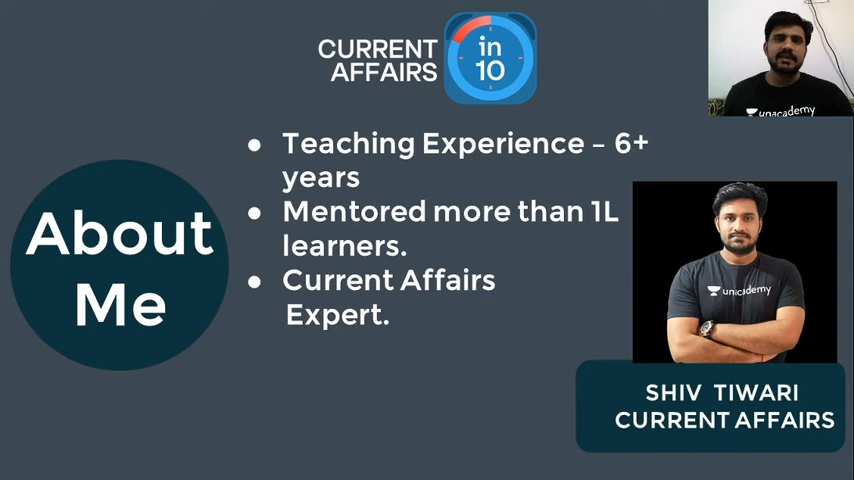 CURRENT
AFFAIRS
in
10
unacademy
About
Me
● Teaching Experience – 6+
years
● Mentored more than 1L
learners.
● Current Affairs
Expert.
unacademy
SHIV TIWARI
CURRENT AFFAIRS